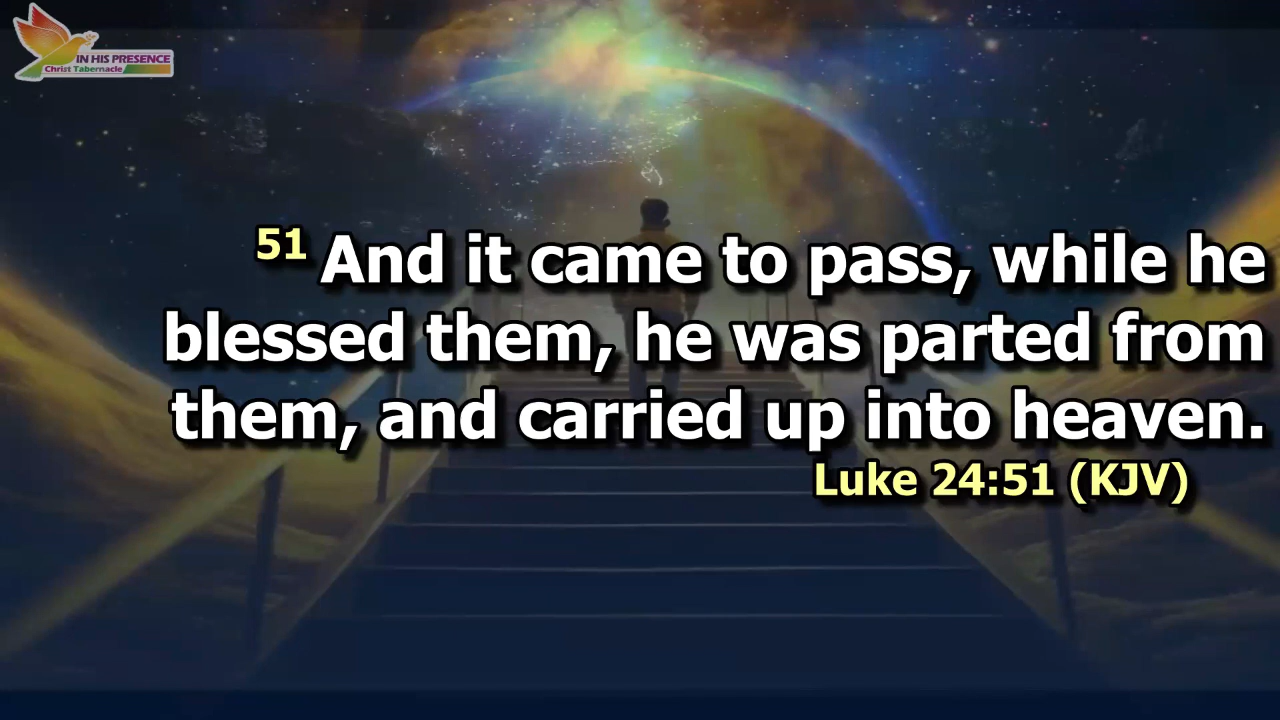 IN HIS PRESENCE
Christ Tabernacle
51 And it came to pass, while he
blessed them, he was parted from
them, and carried up into heaven.
Luke 24:51 (KJV)